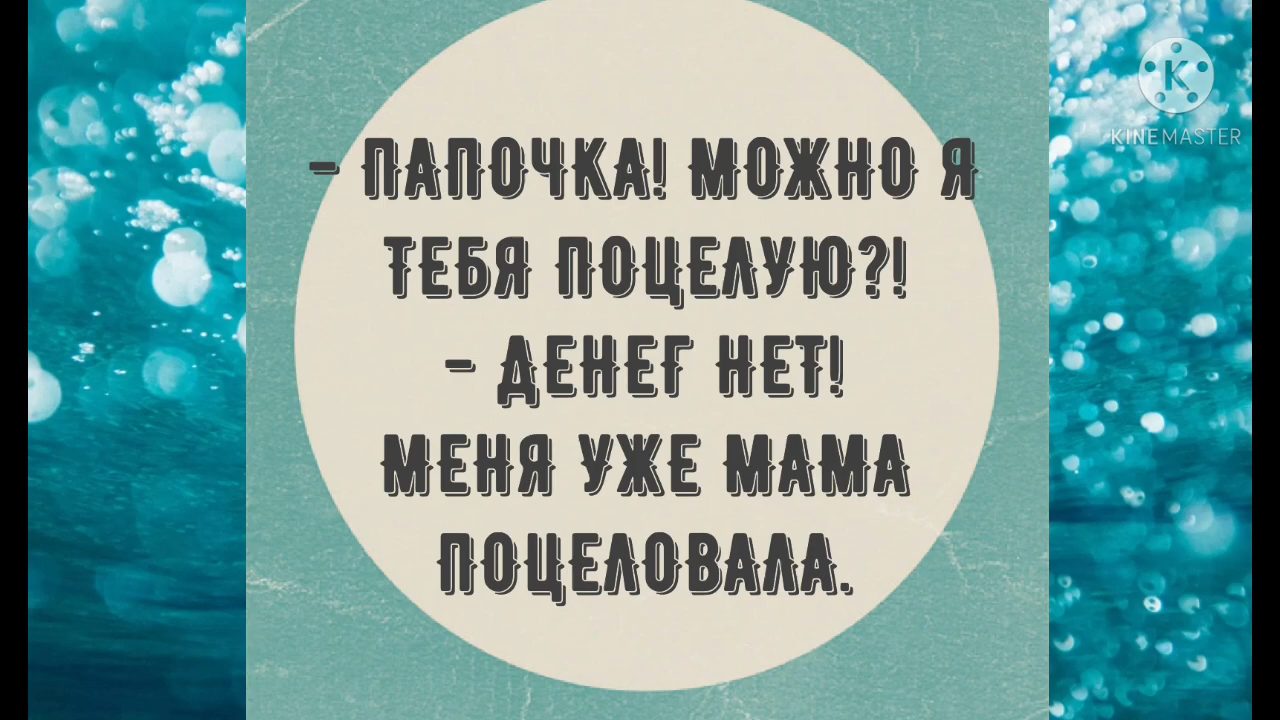 - ПАПОЧКА! МОЖНО Я
ТЕБЯ ПОЦЕЛУЮ?!
- ДЕНЕГ НЕТ!
МЕНЯ УЖЕ МАМА
ПОЦЕЛОВАЛА.
K
KINEMASTER